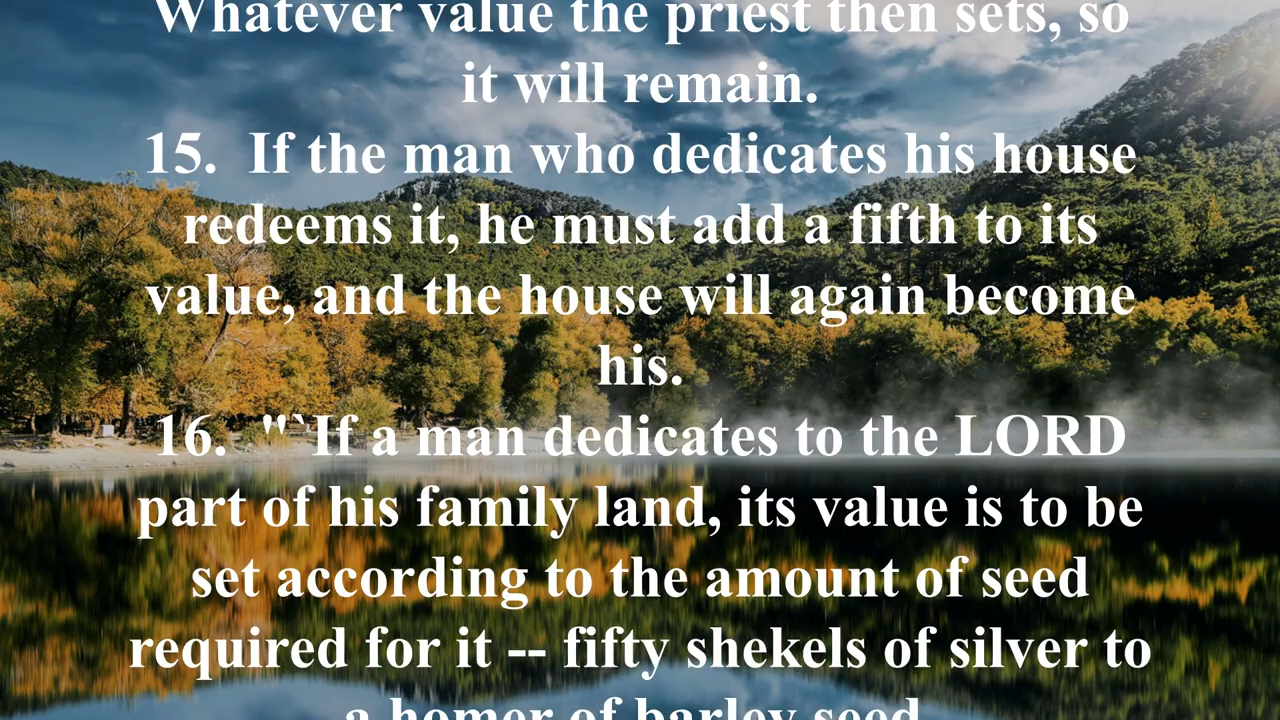 Whatever value the priest then sets, so
it will remain.
15.  If the man who dedicates his house
redeems it, he must add a fifth to its
value, and the house will again become
his.
16.  "`If a man dedicates to the LORD
part of his family land, its value is to be
set according to the amount of seed
required for it -- fifty shekels of silver to
a homer of barley seed